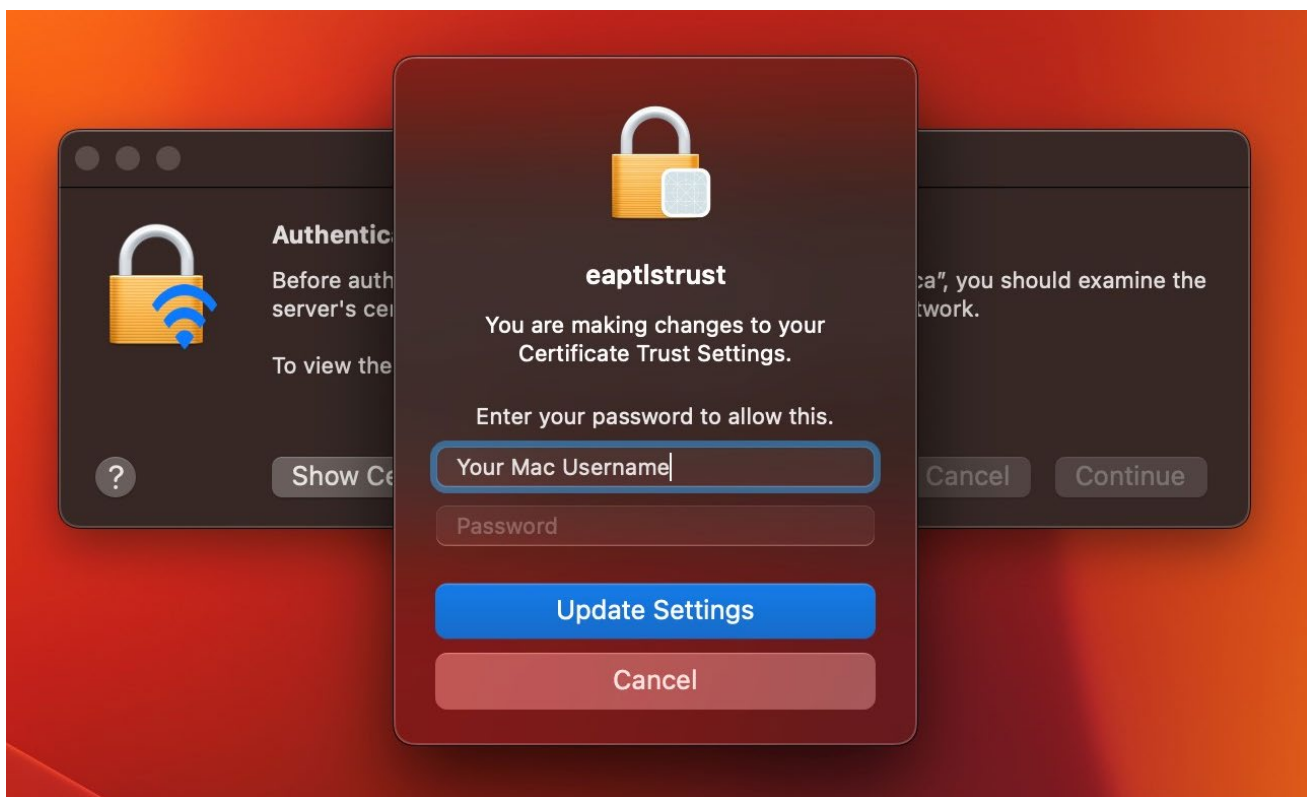 Authentic
Before auth
server's cer
To view the
?
Show Ce
eaptlstrust
You are making changes to your
Certificate Trust Settings.
Enter your password to allow this.
Your Mac Username
Password
Update Settings
Cancel
ca", you should examine the
twork.
Cancel
Continue